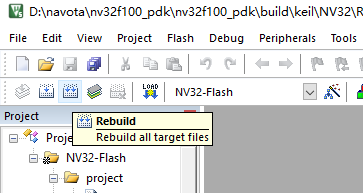 D:\navota\nv32f100_pdk\nv32f100_pdk\build\keil\NV32\R
File Edit View Project Flash Debug Peripherals Tools
LOAD
NV32-Flash
Project
Rebuild
Rebuild all target files
Proje
NV32-Flash
project